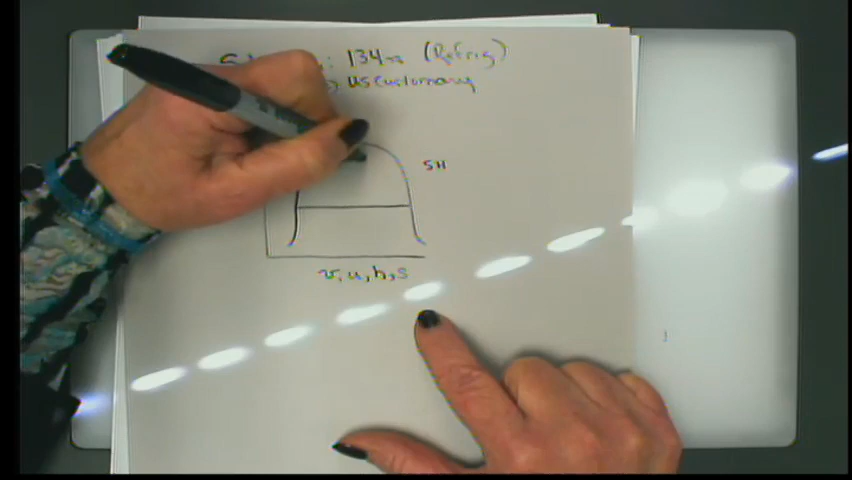 : 134a (Refrig)
US Customary
SH
v, u, h, s